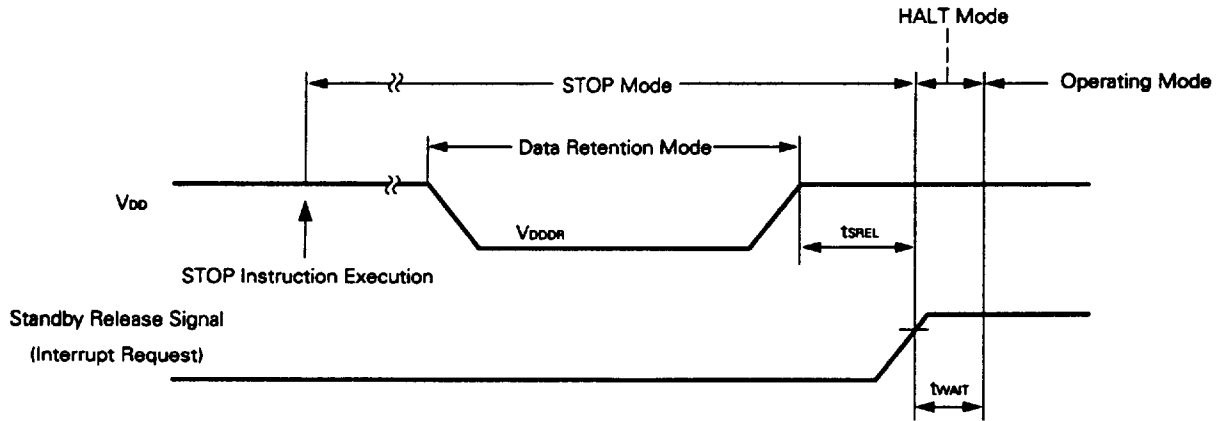 HALT Mode
STOP Mode
Operating Mode
Data Retention Mode
VDD
VDDDR
tSREL
STOP Instruction Execution
Standby Release Signal
(Interrupt Request)
tWAIT